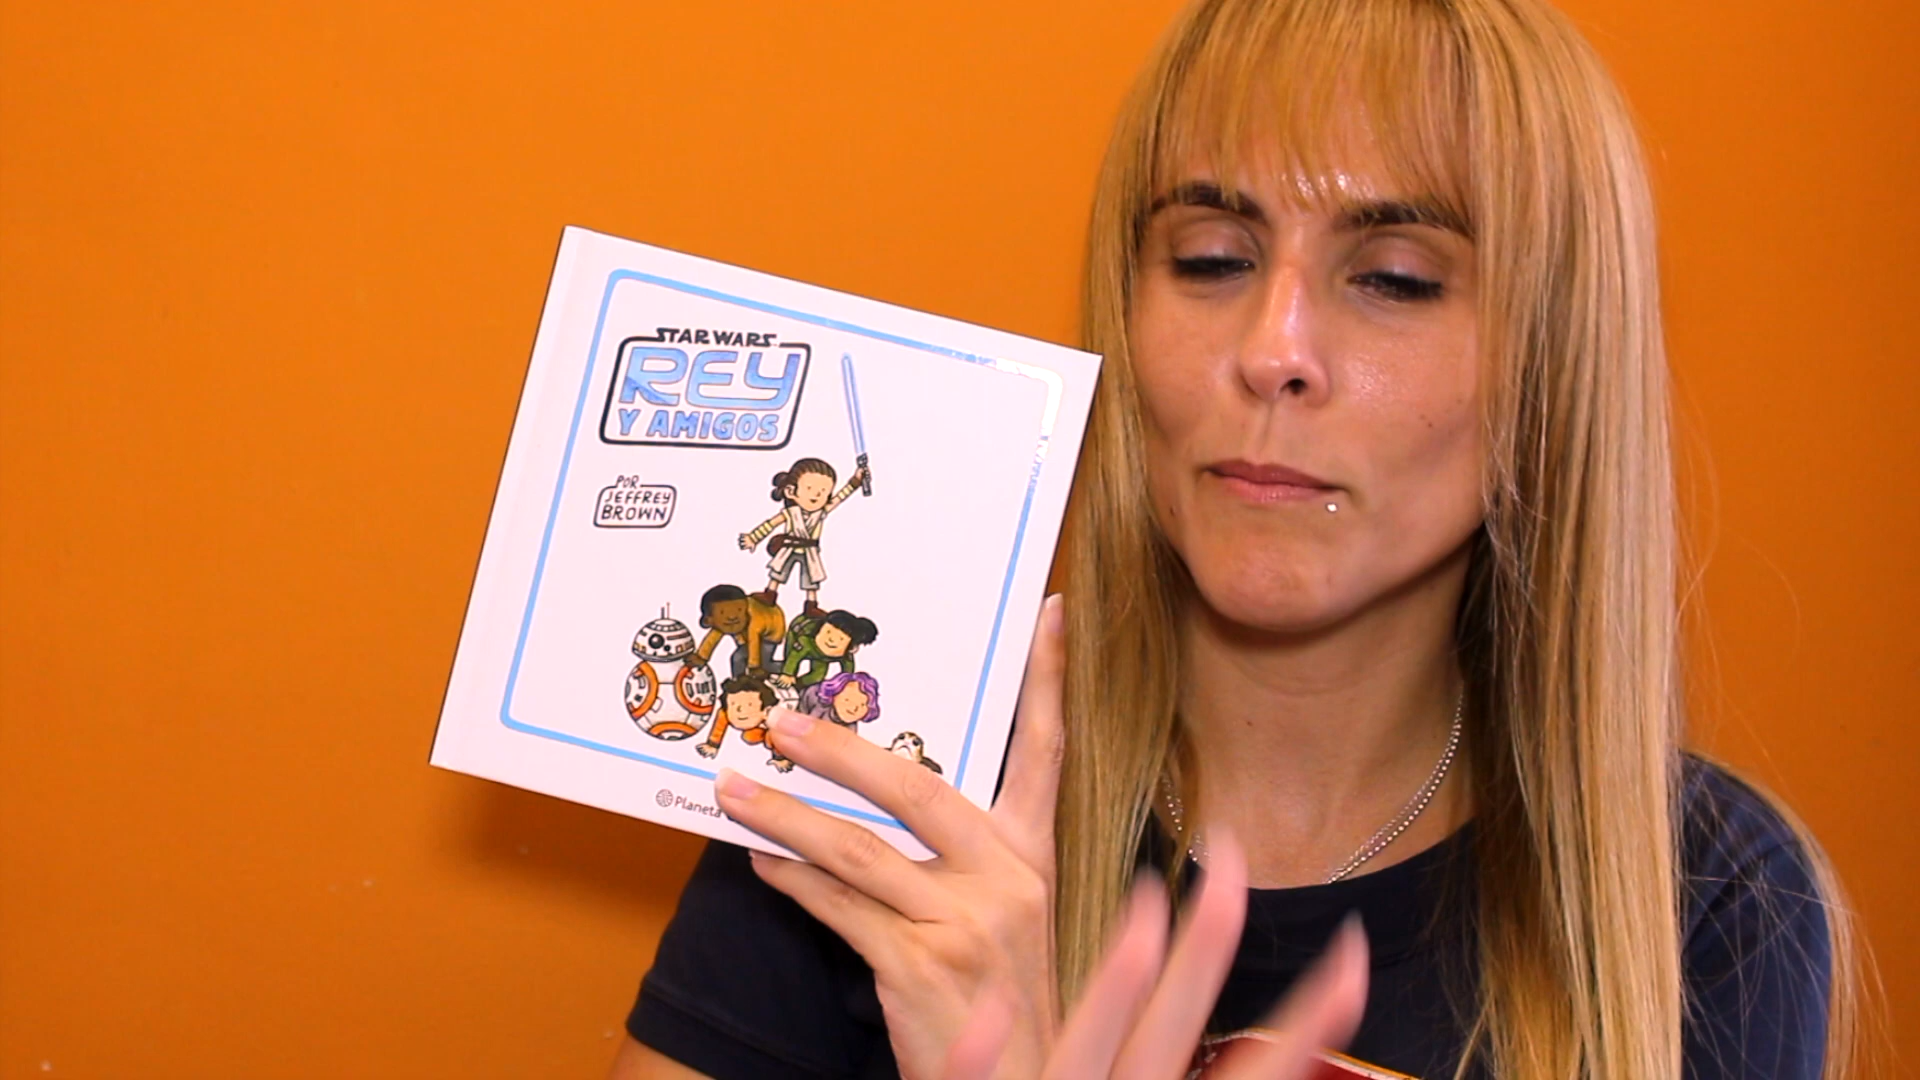 STAR WARS
REY
Y AMIGOS
POR
JEFFREY
BROWN
Planeta